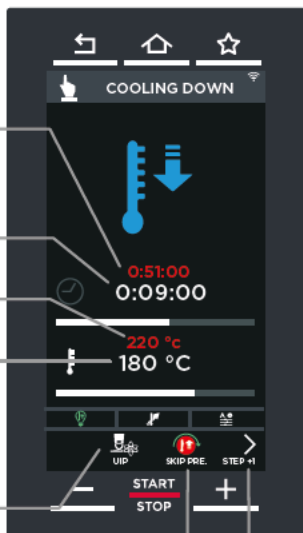 COOLING DOWN
0:51:00
0:09:00
220 °c
180 °C
UIP
SKIP PRE.
STEP +1
START
STOP